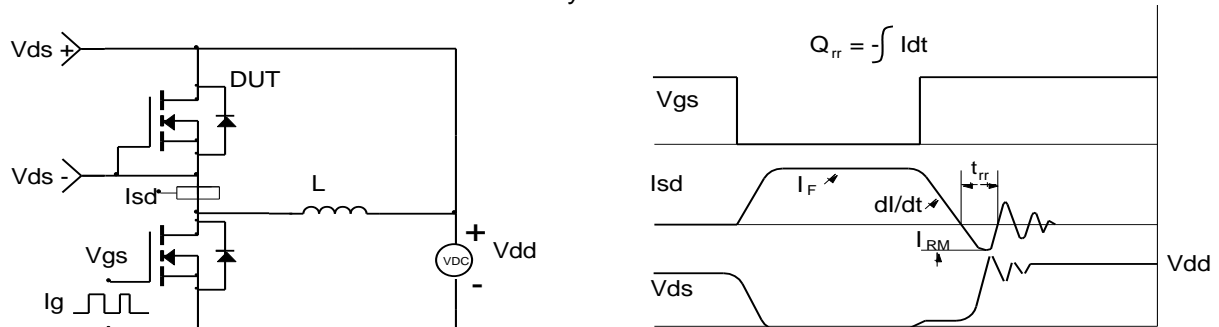 Vds +
DUT
Vds -
Isd
L
Vgs
Ig
VDC
+
-
Vdd
Qrr = -∫ Idt
Vgs
Isd
IF
trr
dI/dt
IRM
Vds
Vdd